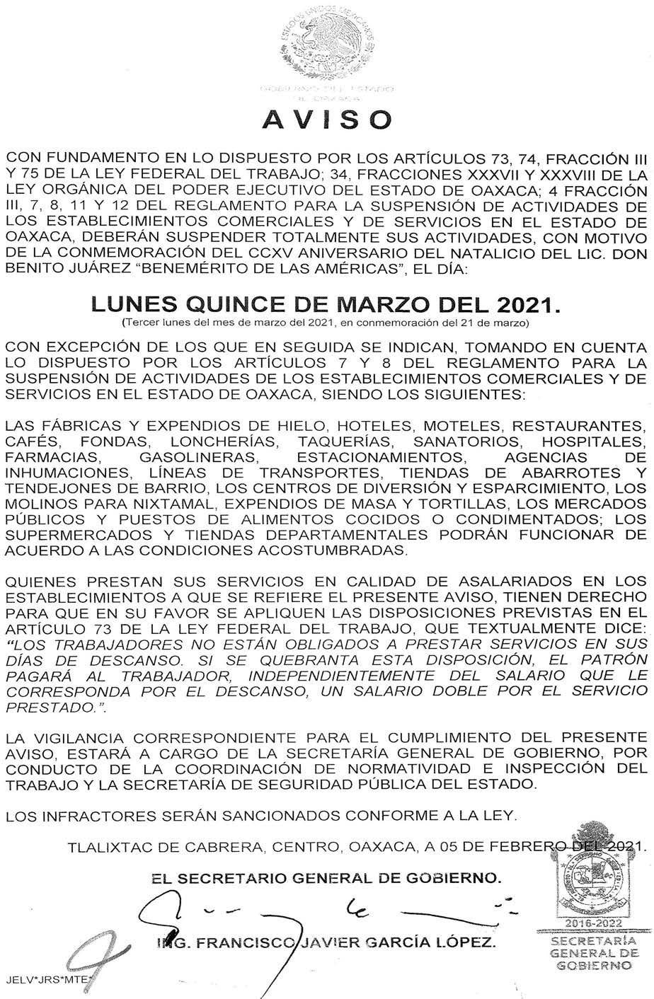 ESTADOS UNIDOS MEXICANOS
GOBIERNO DEL ESTADO
DE OAXACA
AVISO
CON FUNDAMENTO EN LO DISPUESTO POR LOS ARTÍCULOS 73, 74, FRACCIÓN III
Y 75 DE LA LEY FEDERAL DEL TRABAJO; 34, FRACCIONES XXXVII Y XXXVIII DE LA
LEY ORGÁNICA DEL PODER EJECUTIVO DEL ESTADO DE OAXACA; 4 FRACCIÓN
III, 7, 8, 11 Y 12 DEL REGLAMENTO PARA LA SUSPENSIÓN DE ACTIVIDADES DE
LOS ESTABLECIMIENTOS COMERCIALES Y DE SERVICIOS EN EL ESTADO DE
OAXACA, DEBERÁN SUSPENDER TOTALMENTE SUS ACTIVIDADES, CON MOTIVO
DE LA CONMEMORACIÓN DEL CCXV ANIVERSARIO DEL NATALICIO DEL LIC. DON
BENITO JUÁREZ “BENEMÉRITO DE LAS AMÉRICAS”, EL DÍA:
LUNES QUINCE DE MARZO DEL 2021.
(Tercer lunes del mes de marzo del 2021, en conmemoración del 21 de marzo)
CON EXCEPCIÓN DE LOS QUE EN SEGUIDA SE INDICAN, TOMANDO EN CUENTA
LO DISPUESTO POR LOS ARTÍCULOS 7 Y 8 DEL REGLAMENTO PARA LA
SUSPENSIÓN DE ACTIVIDADES DE LOS ESTABLECIMIENTOS COMERCIALES Y DE
SERVICIOS EN EL ESTADO DE OAXACA, SIENDO LOS SIGUIENTES:
LAS FÁBRICAS Y EXPENDIOS DE HIELO, HOTELES, MOTELES, RESTAURANTES,
CAFÉS, FONDAS, LONCHERÍAS, TAQUERÍAS, SANATORIOS, HOSPITALES,
FARMACIAS, GASOLINERAS, ESTACIONAMIENTOS, AGENCIAS DE
INHUMACIONES, LÍNEAS DE TRANSPORTES, TIENDAS DE ABARROTES Y
TENDEJONES DE BARRIO, LOS CENTROS DE DIVERSIÓN Y ESPARCIMIENTO, LOS
MOLINOS PARA NIXTAMAL, EXPENDIOS DE MASA Y TORTILLAS, LOS MERCADOS
PÚBLICOS Y PUESTOS DE ALIMENTOS COCIDOS O CONDIMENTADOS; LOS
SUPERMERCADOS Y TIENDAS DEPARTAMENTALES PODRÁN FUNCIONAR DE
ACUERDO A LAS CONDICIONES ACOSTUMBRADAS.
QUIENES PRESTAN SUS SERVICIOS EN CALIDAD DE ASALARIADOS EN LOS
ESTABLECIMIENTOS A QUE SE REFIERE EL PRESENTE AVISO, TIENEN DERECHO
PARA QUE EN SU FAVOR SE APLIQUEN LAS DISPOSICIONES PREVISTAS EN EL
ARTÍCULO 73 DE LA LEY FEDERAL DEL TRABAJO, QUE TEXTUALMENTE DICE:
“LOS TRABAJADORES NO ESTÁN OBLIGADOS A PRESTAR SERVICIOS EN SUS
DÍAS DE DESCANSO. SI SE QUEBRANTA ESTA DISPOSICIÓN, EL PATRÓN
PAGARÁ AL TRABAJADOR, INDEPENDIENTEMENTE DEL SALARIO QUE LE
CORRESPONDA POR EL DESCANSO, UN SALARIO DOBLE POR EL SERVICIO
PRESTADO.”.
LA VIGILANCIA CORRESPONDIENTE PARA EL CUMPLIMIENTO DEL PRESENTE
AVISO, ESTARÁ A CARGO DE LA SECRETARÍA GENERAL DE GOBIERNO, POR
CONDUCTO DE LA COORDINACIÓN DE NORMATIVIDAD E INSPECCIÓN DEL
TRABAJO Y LA SECRETARÍA DE SEGURIDAD PÚBLICA DEL ESTADO.
LOS INFRACTORES SERÁN SANCIONADOS CONFORME A LA LEY.
TLALIXTAC DE CABRERA, CENTRO, OAXACA, A 05 DE FEBRERO DEL 2021.
EL SECRETARIO GENERAL DE GOBIERNO.
ING. FRANCISCO JAVIER GARCÍA LÓPEZ.
2016-2022
SECRETARÍA
GENERAL DE
GOBIERNO
JELV*JRS*MTE*